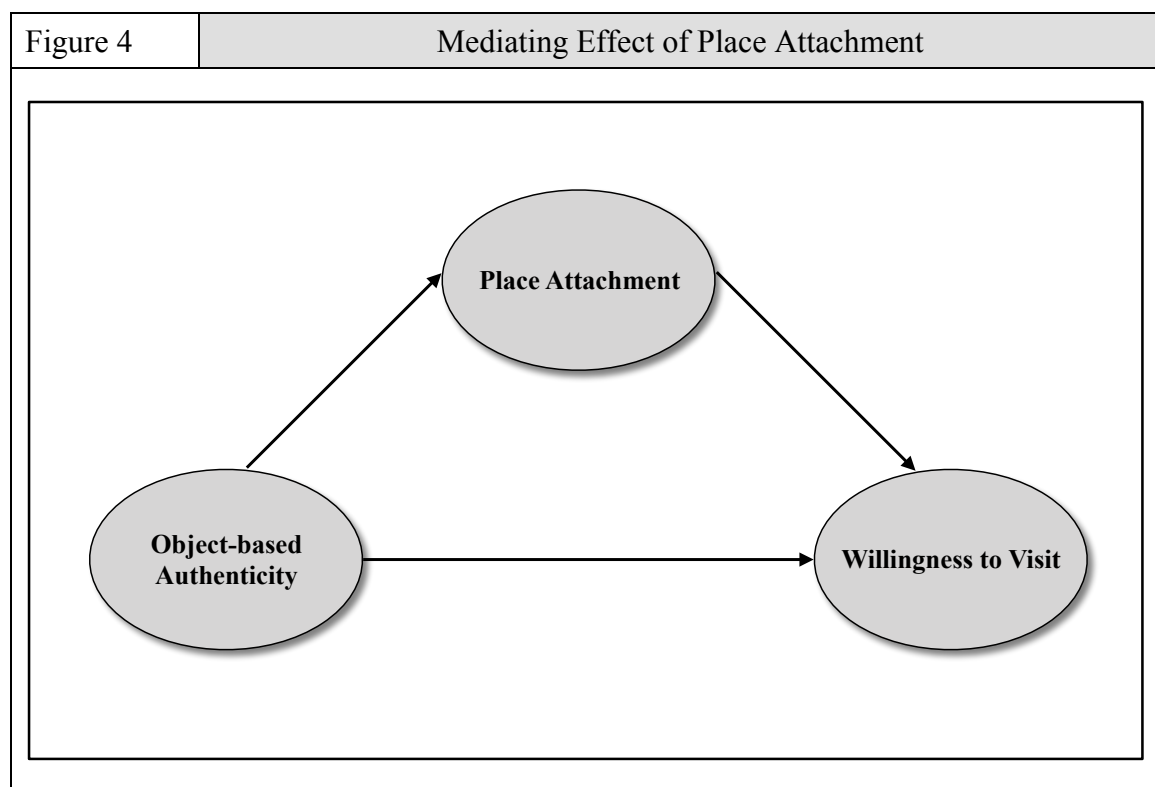 Figure 4
Mediating Effect of Place Attachment
Place Attachment
Object-based
Authenticity
Willingness to Visit